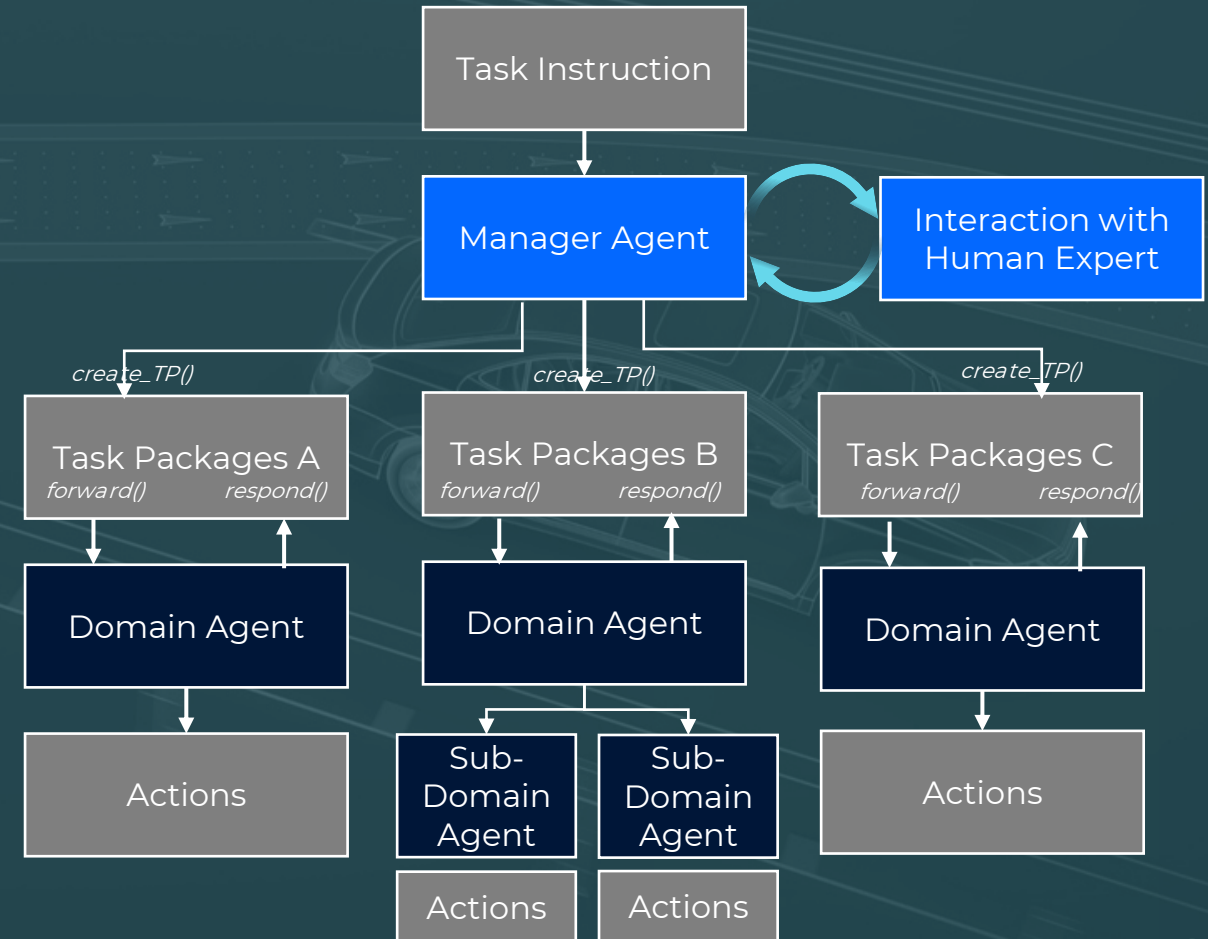 Task Instruction
Manager Agent
Interaction with
Human Expert
create_TP()
create_TP()
create_TP()
Task Packages A
forward()
respond()
Task Packages B
forward()
respond()
Task Packages C
forward()
respond()
Domain Agent
Domain Agent
Domain Agent
Actions
Sub-
Domain
Agent
Sub-
Domain
Agent
Actions
Actions
Actions